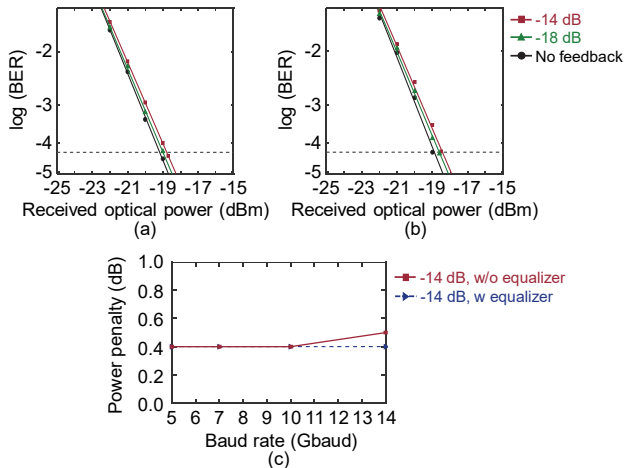 log (BER)
-2
-3
-4
-5
-25 -23 -21 -19 -17 -15
Received optical power (dBm)
(a)
log (BER)
-2
-3
-4
-5
-25 -23 -21 -19 -17 -15
Received optical power (dBm)
(b)
-14 dB
-18 dB
No feedback
Power penalty (dB)
1.0
0.8
0.6
0.4
0.2
0.0
5 6 7 8 9 10 11 12 13 14
Baud rate (Gbaud)
(c)
-14 dB, w/o equalizer
-14 dB, w equalizer